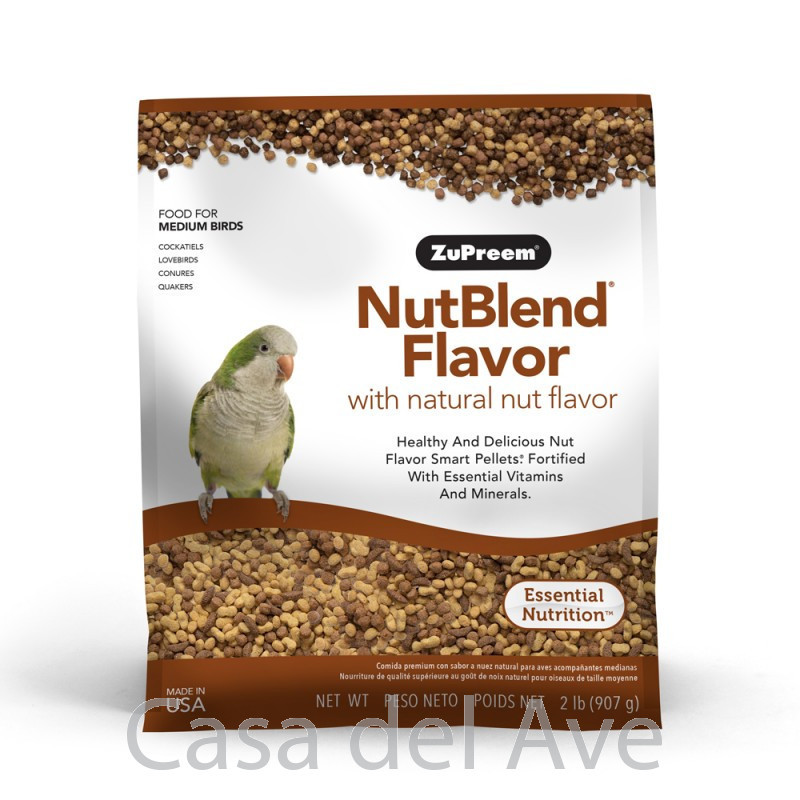 FOOD FOR
MEDIUM BIRDS
COCKATIELS
LOVEBIRDS
CONURES
QUAKERS
ZuPreem®
NutBlend®
Flavor
with natural nut flavor
Healthy And Delicious Nut
Flavor Smart Pellets® Fortified
With Essential Vitamins
And Minerals.
Essential
Nutrition™
Comida premium con sabor a nuez natural para aves acompañantes medianas
Nourriture de qualité supérieure au goût de noix naturel pour oiseaux de taille moyenne
MADE IN
USA
NET WT PESO NETO POIDS NET 2 lb (907 g)
Casa del Ave